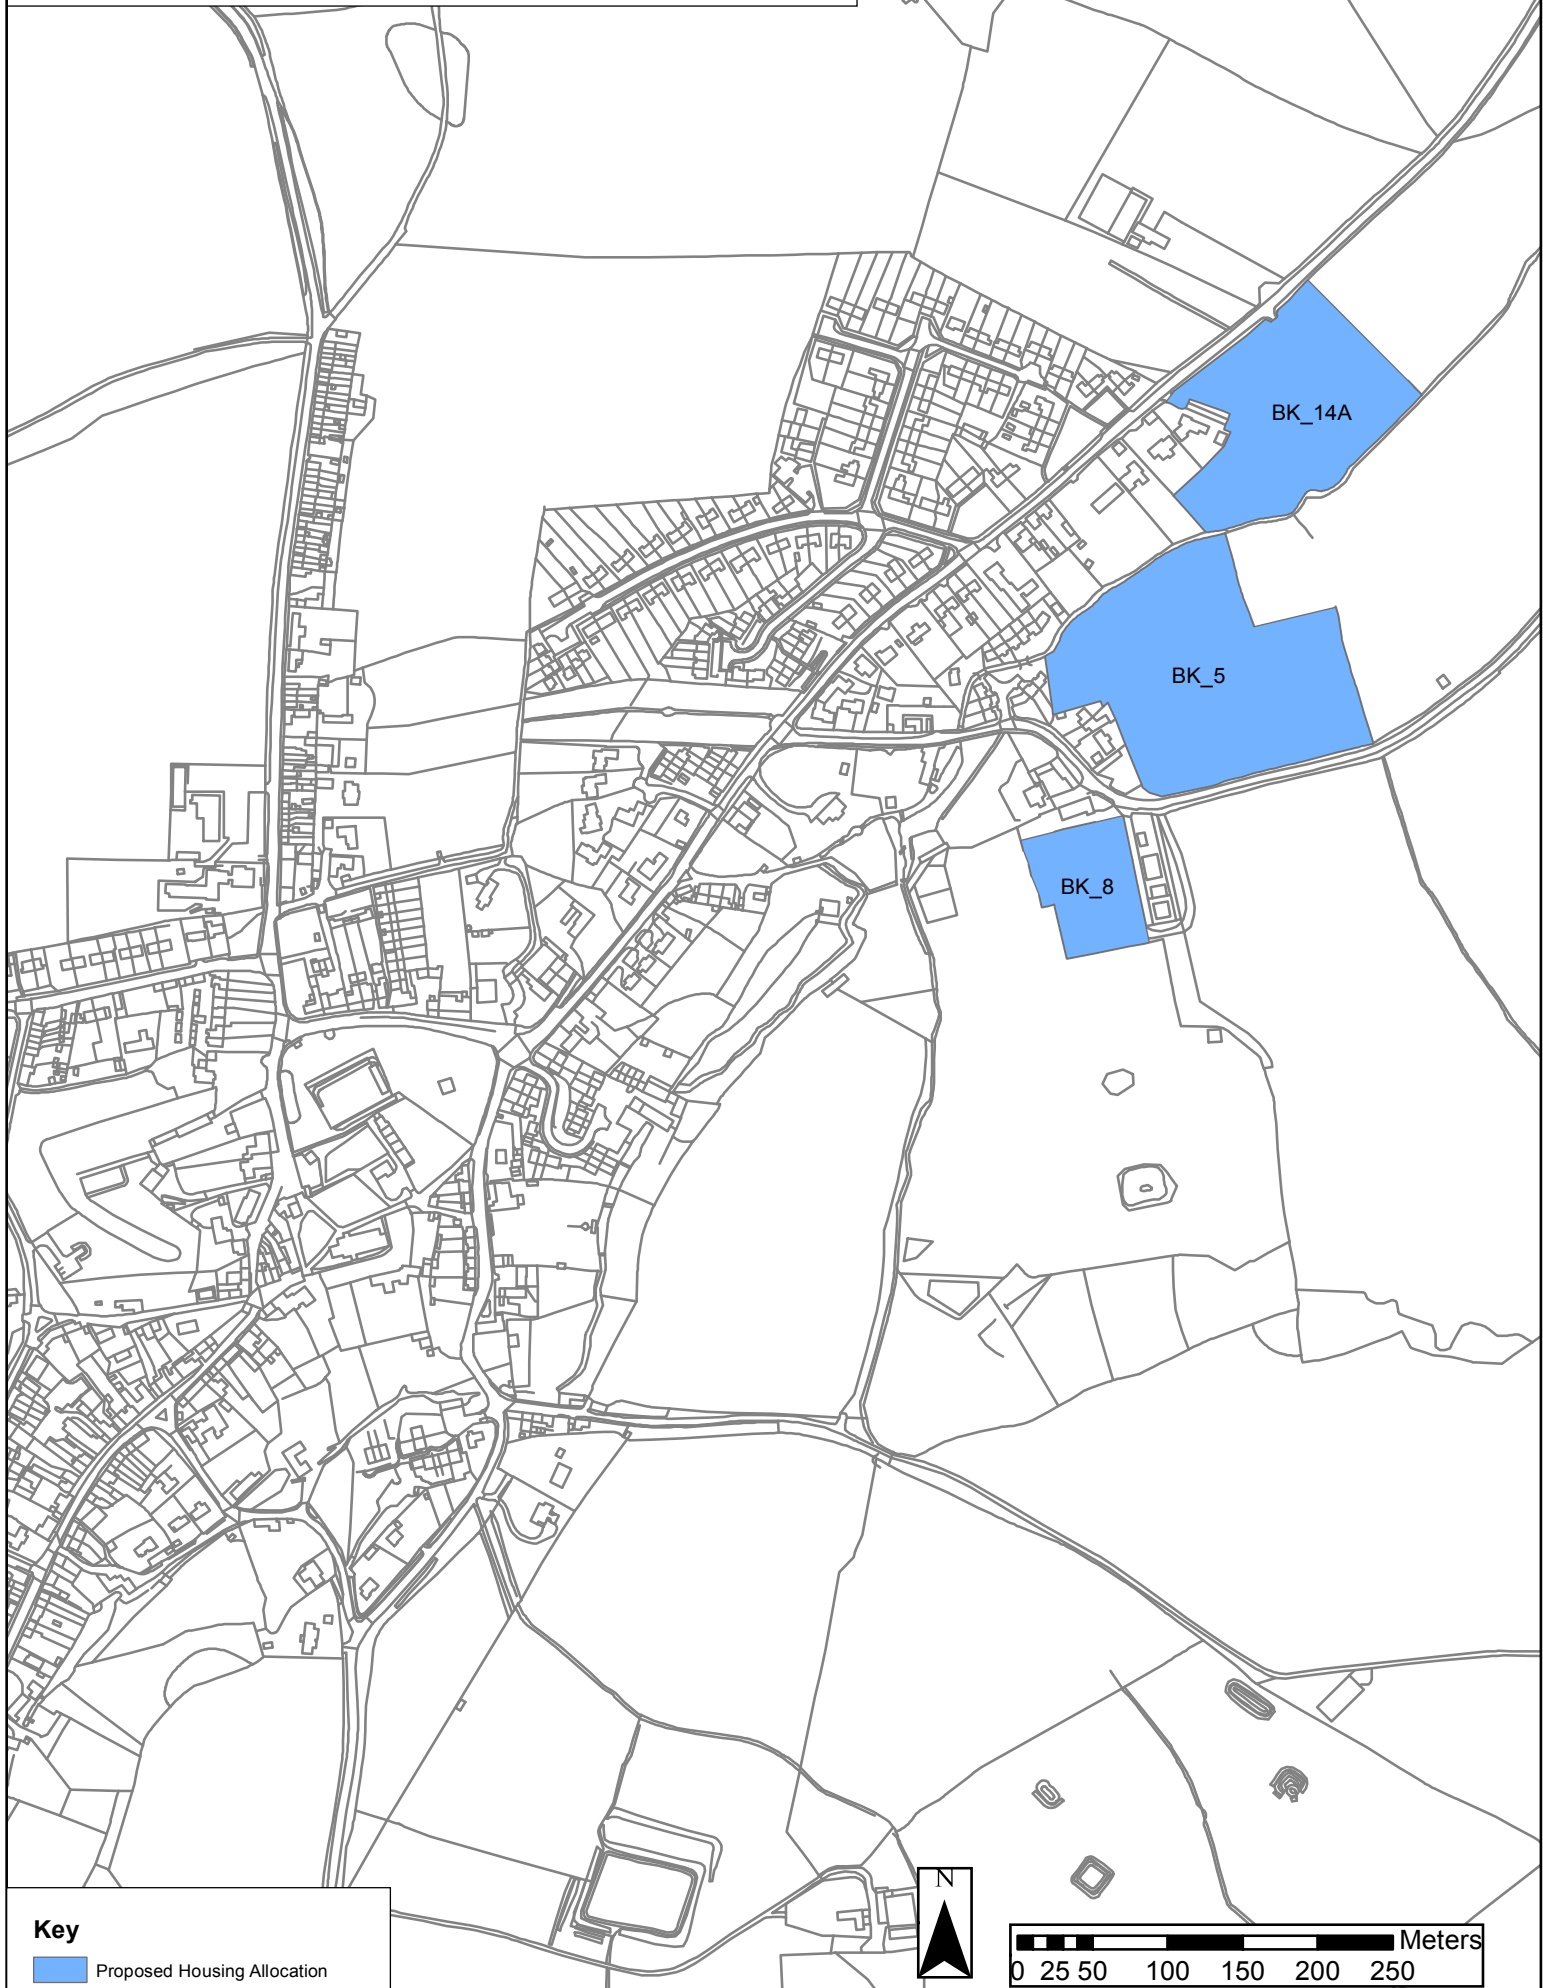 BK_14A
BK_5
BK_8
N
Key
Proposed Housing Allocation
Meters
0 25 50 100 150 200 250